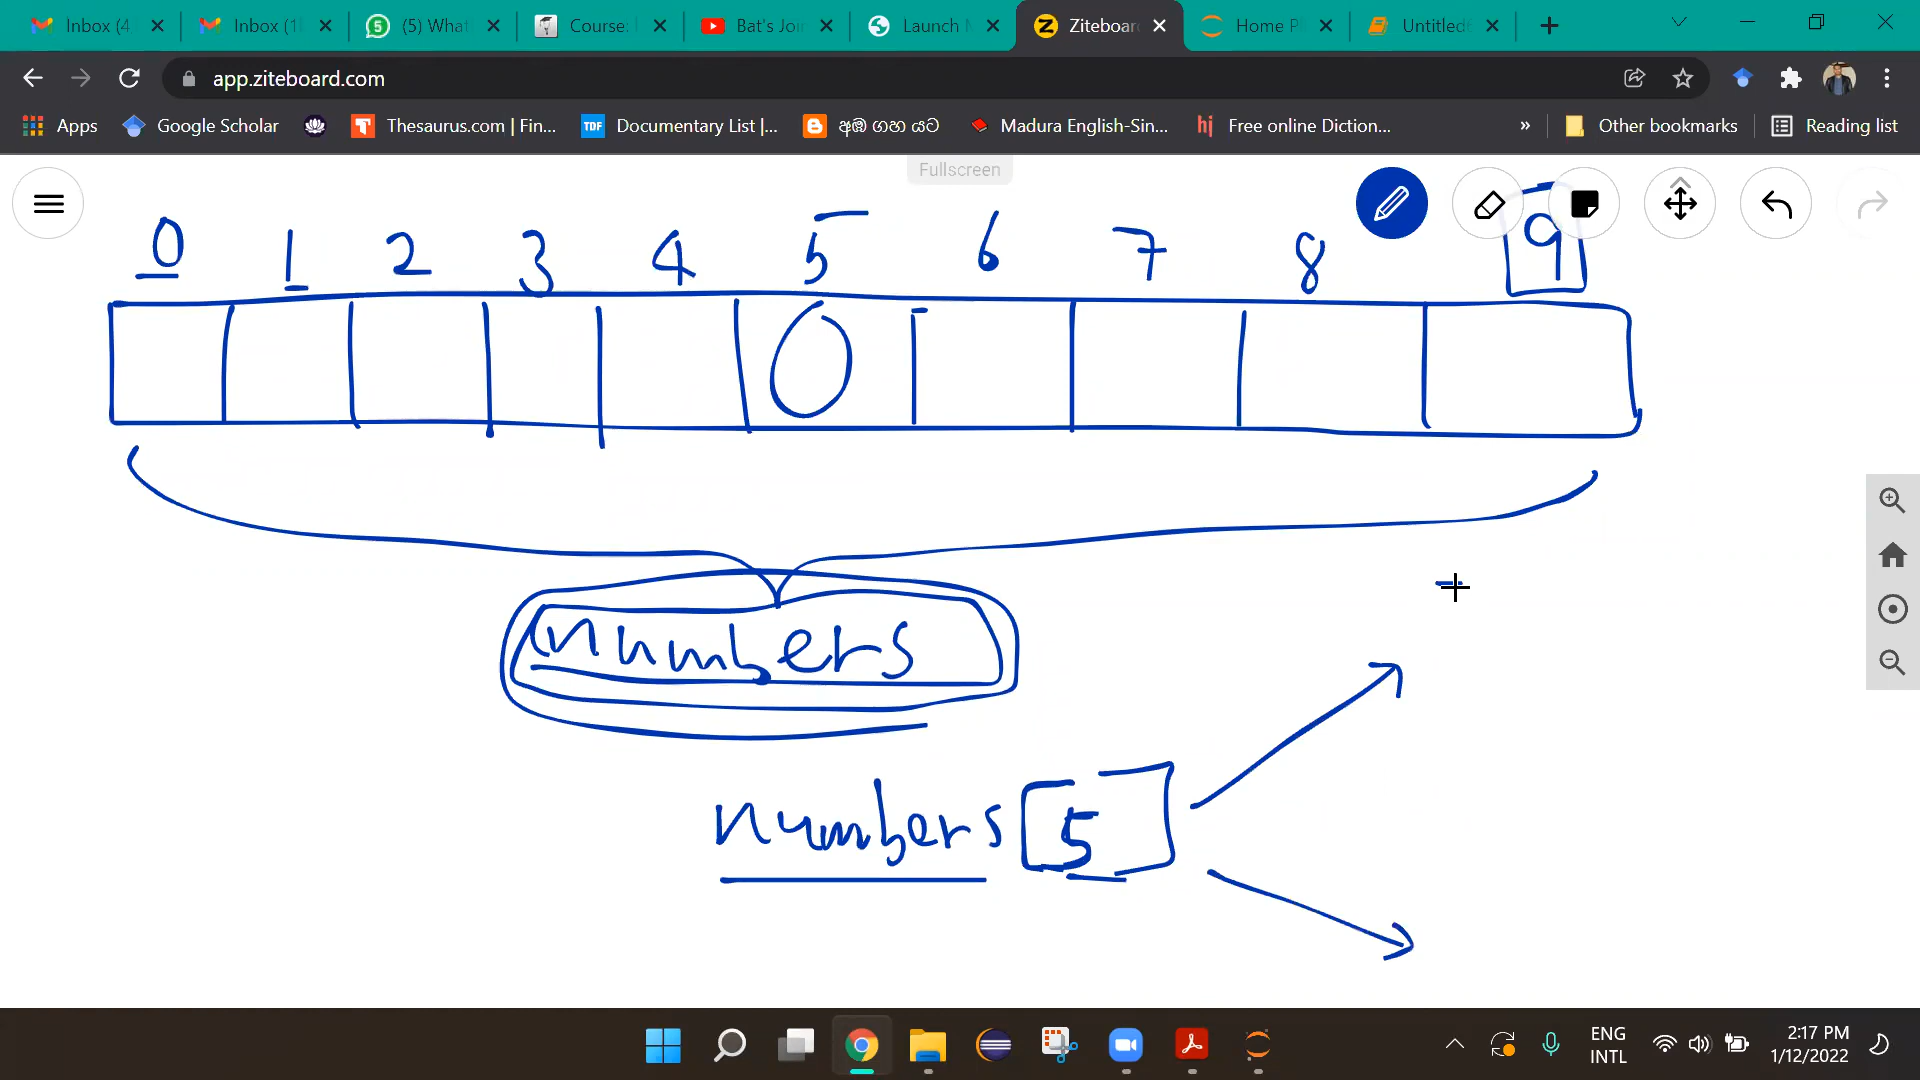 Inbox (4
Inbox (1
(5) What
Course:
Bat's Join
Launch
Ziteboar
Home P
Untitled
app.ziteboard.com
Apps
Google Scholar
Thesaurus.com | Fin...
TDF
Documentary List |...
අඹ ගහ යට
Madura English-Sin...
hj
Free online Diction...
»
Other bookmarks
Reading list
Fullscreen
0 1 2 3 4 5 6 7 8 9
0
numbers
numbers [5]
ENG
INTL
2:17 PM
1/12/2022